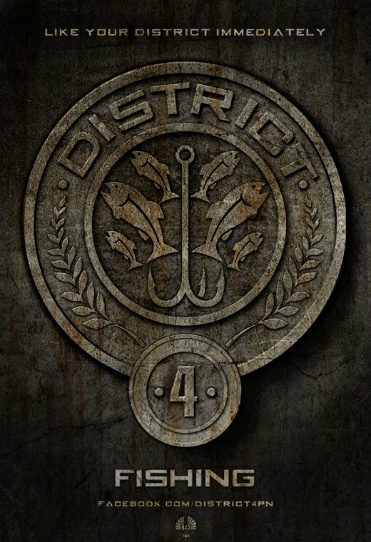 LIKE YOUR DISTRICT IMMEDIATELY
DISTRICT
4
FISHING
FACEBOOK.COM/DISTRICT4PN